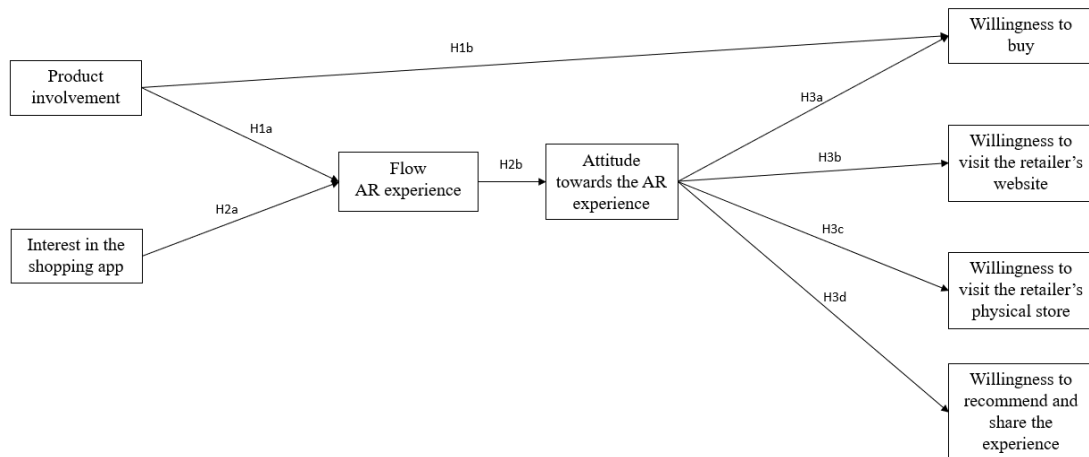 Willingness to
buy
H1b
Product
involvement
H3a
H1a
Flow
AR experience
H2b
Attitude
towards the AR
experience
H3b
Willingness to
visit the retailer’s
website
H2a
Interest in the
shopping app
H3c
Willingness to
visit the retailer’s
physical store
H3d
Willingness to
recommend and
share the
experience